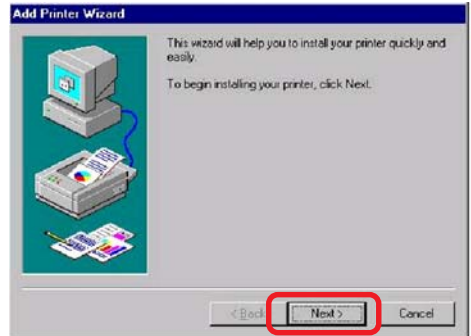 Add Printer Wizard
This wizard will help you to install your printer quickly and
easily.
To begin installing your printer, click Next.
< Back
Next >
Cancel